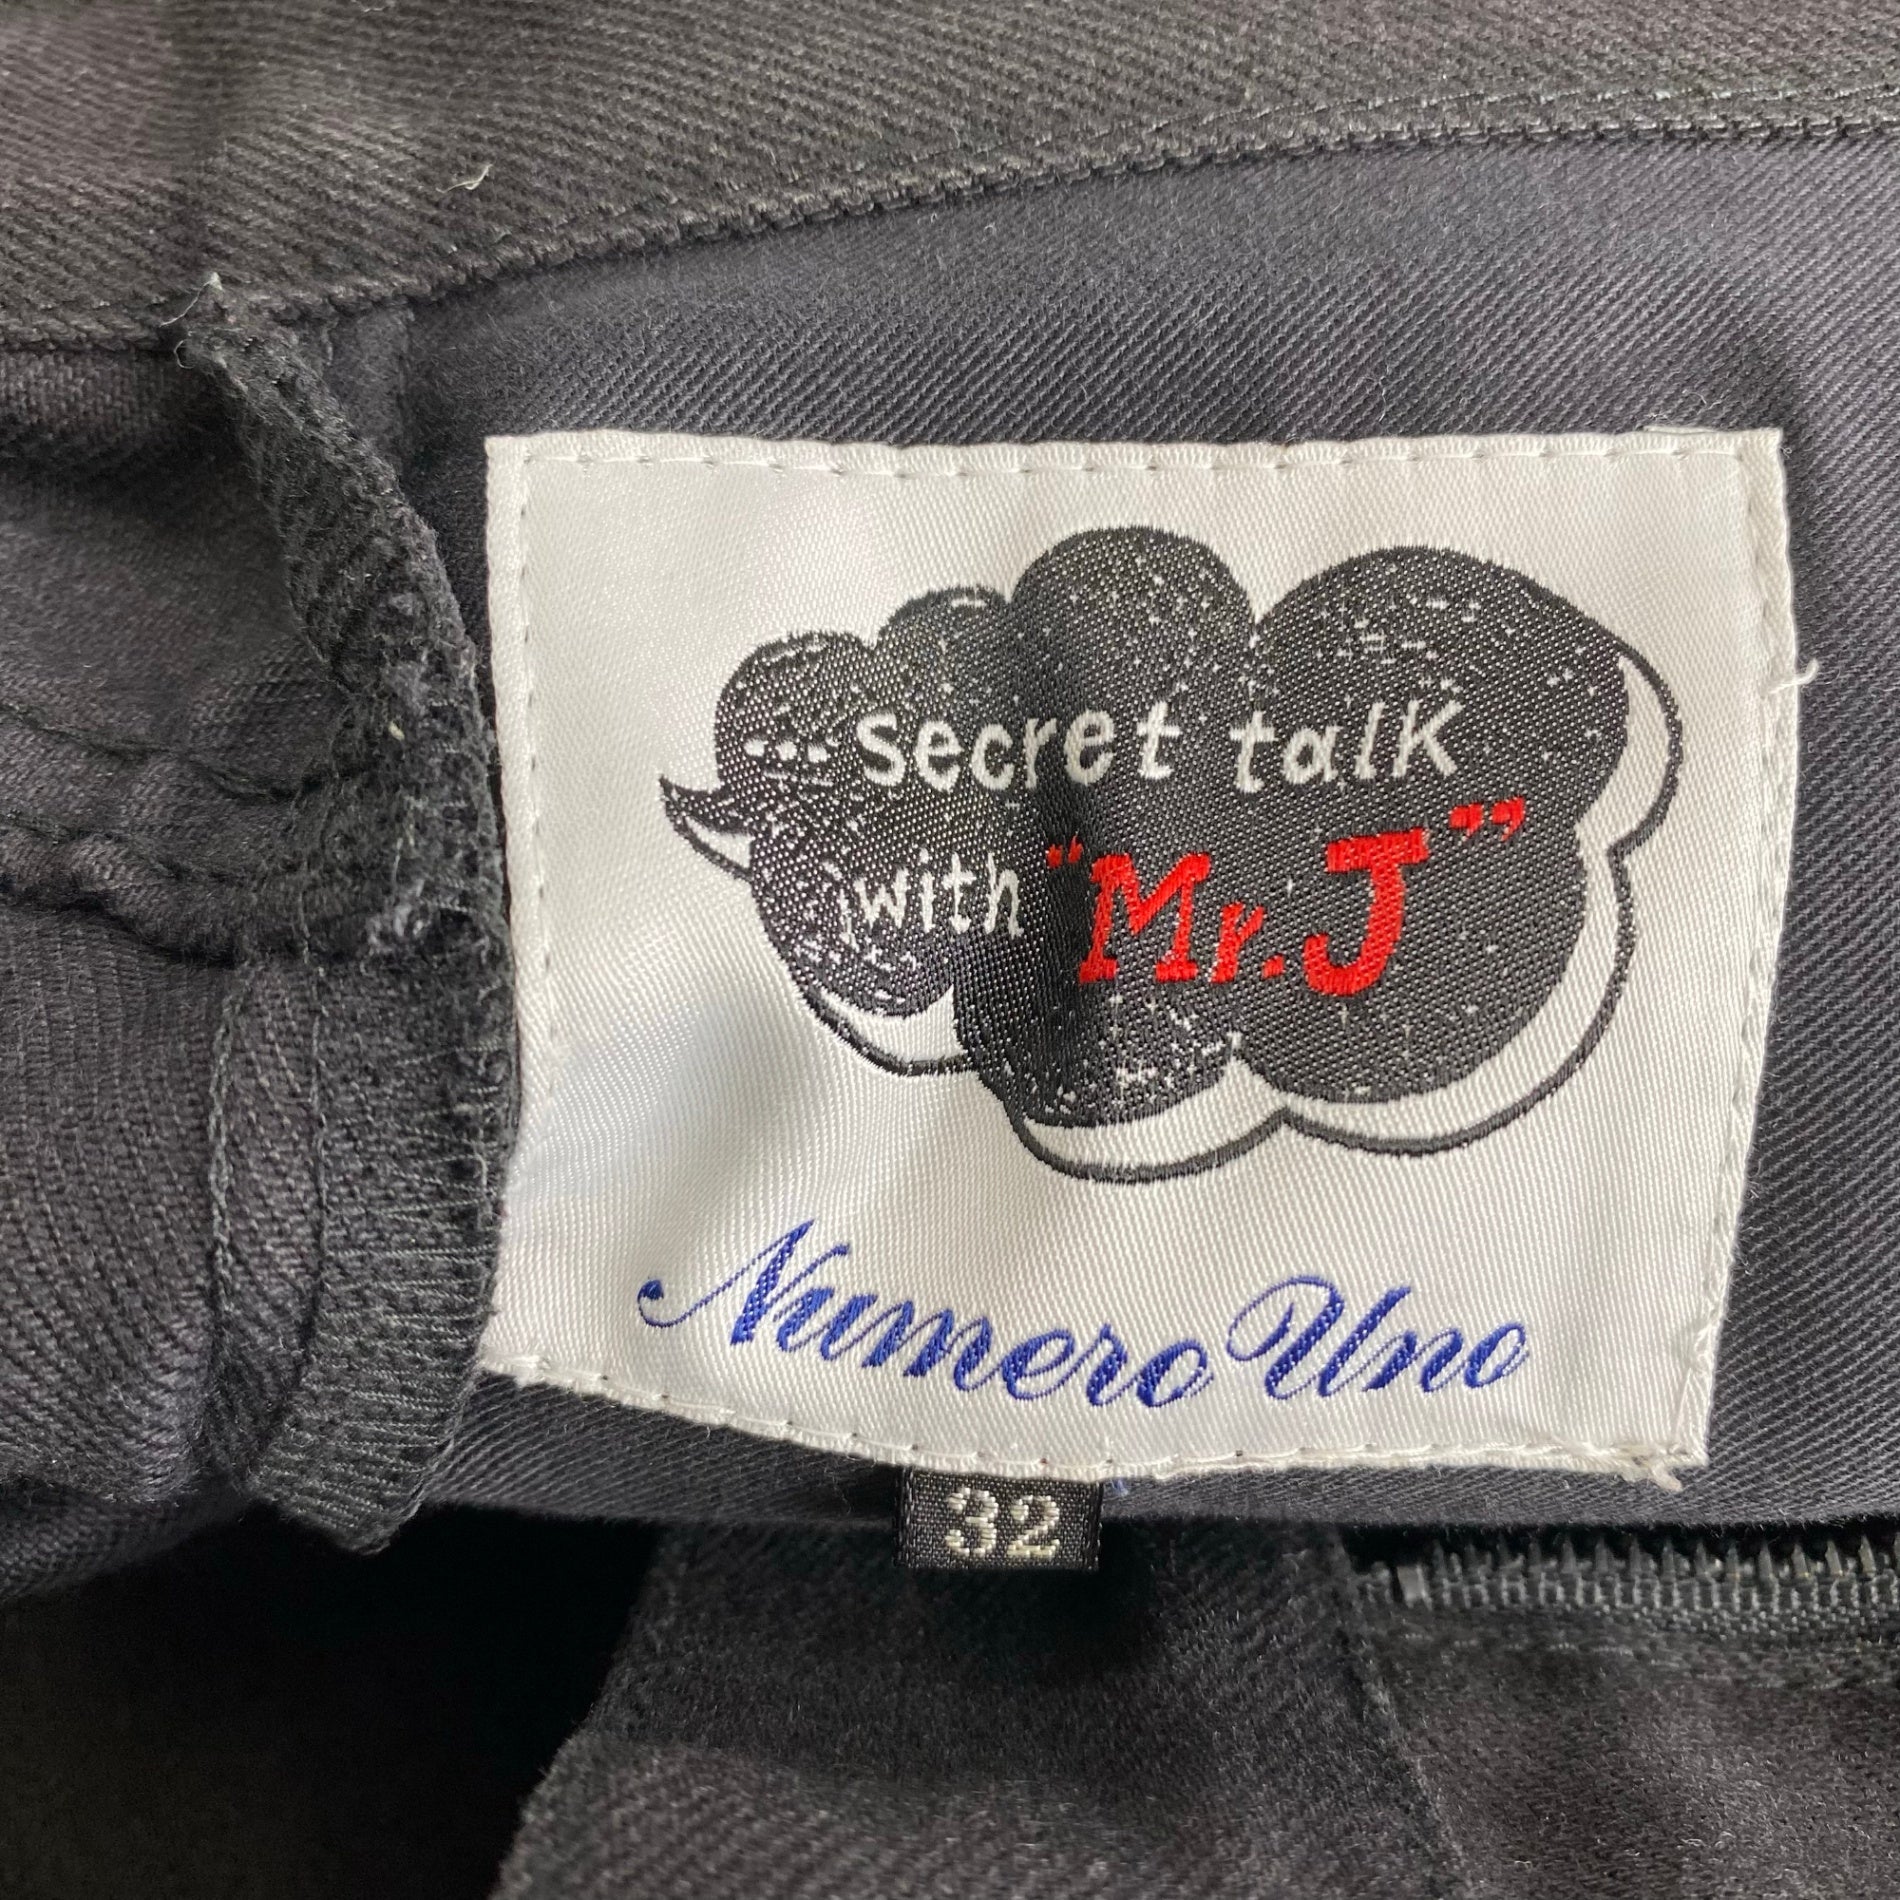 ... secret talk
with "Mr.J"
Numero Uno
32